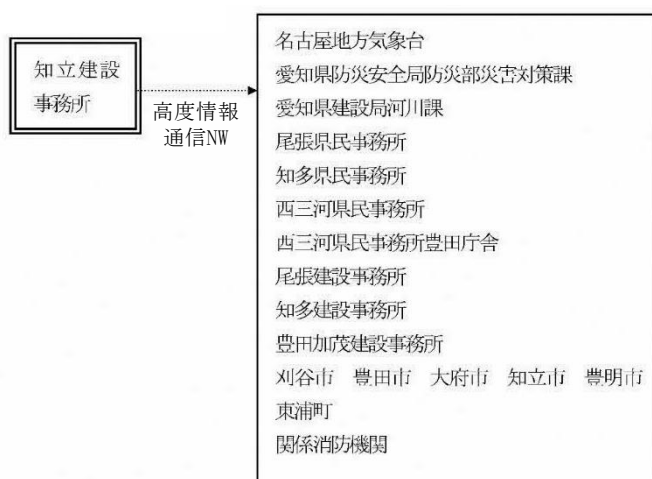 知立建設
事務所
高度情報
通信NW
名古屋地方気象台
愛知県防災安全局防災部災害対策課
愛知県建設局河川課
尾張県民事務所
知多県民事務所
西三河県民事務所
西三河県民事務所豊田庁舎
尾張建設事務所
知多建設事務所
豊田加茂建設事務所
刈谷市　豊田市　大府市　知立市　豊明市
東浦町
関係消防機関